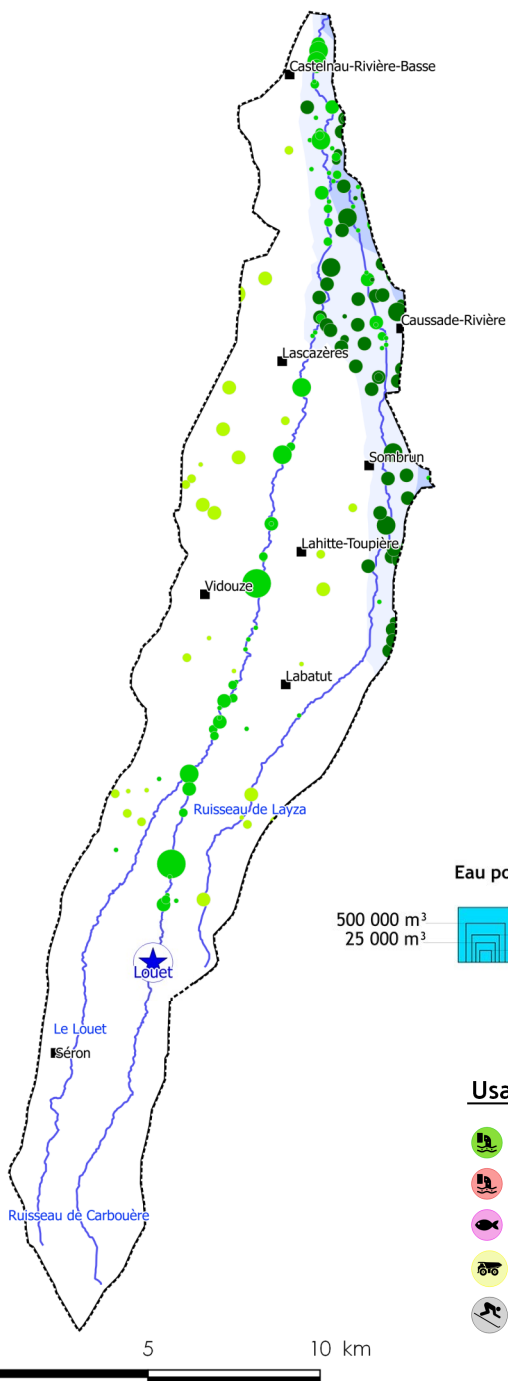 Castelnau-Rivière-Basse
Caussade-Rivière
Lascazères
Sombrun
Lahitte-Toupière
Vidouze
Labatut
Ruisseau de Layza
Eau po
500 000 m³
25 000 m³
Louet
Le Louet
Séron
Usa
Ruisseau de Carbouère
5 10 km